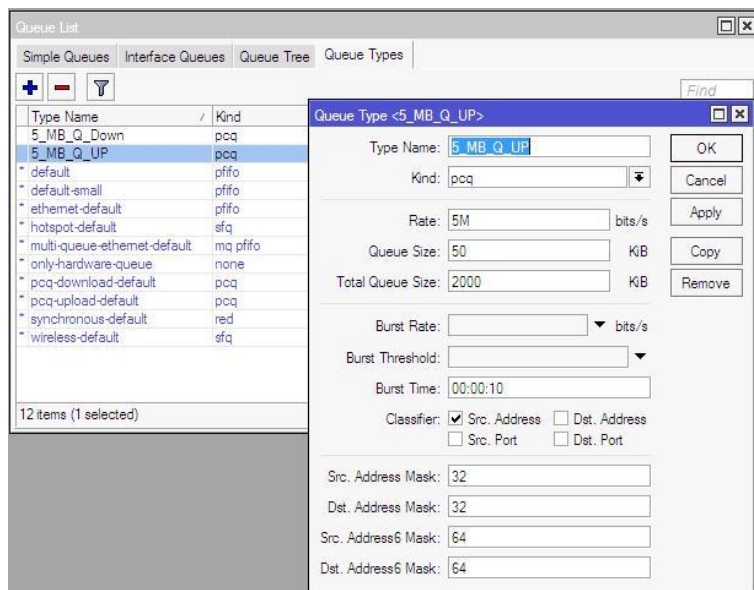 Queue List
Simple Queues Interface Queues Queue Tree Queue Types
Find
Type Name / Kind
5_MB_Q_Down pcq
5_MB_Q_UP pcq
* default pfifo
* default-small pfifo
* ethernet-default pfifo
* hotspot-default sfq
* multi-queue-ethernet-default mq pfifo
* only-hardware-queue none
* pcq-download-default pcq
* pcq-upload-default pcq
* synchronous-default red
* wireless-default sfq
12 items (1 selected)
Queue Type <5_MB_Q_UP>
Type Name: 5_MB_Q_UP
Kind: pcq
Rate: 5M bits/s
Queue Size: 50 KiB
Total Queue Size: 2000 KiB
Burst Rate: bits/s
Burst Threshold:
Burst Time: 00:00:10
Classifier: Src. Address Dst. Address
Src. Port Dst. Port
Src. Address Mask: 32
Dst. Address Mask: 32
Src. Address6 Mask: 64
Dst. Address6 Mask: 64
OK
Cancel
Apply
Copy
Remove